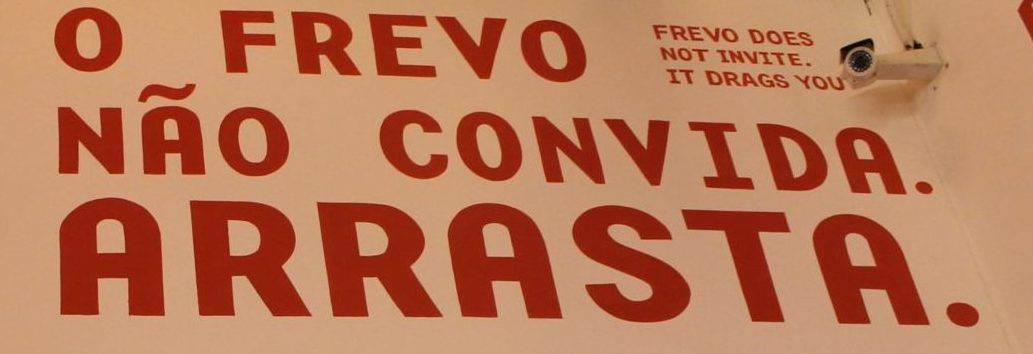 O FREVO
NÃO CONVIDA.
ARRASTA.
FREVO DOES
NOT INVITE.
IT DRAGS YOU